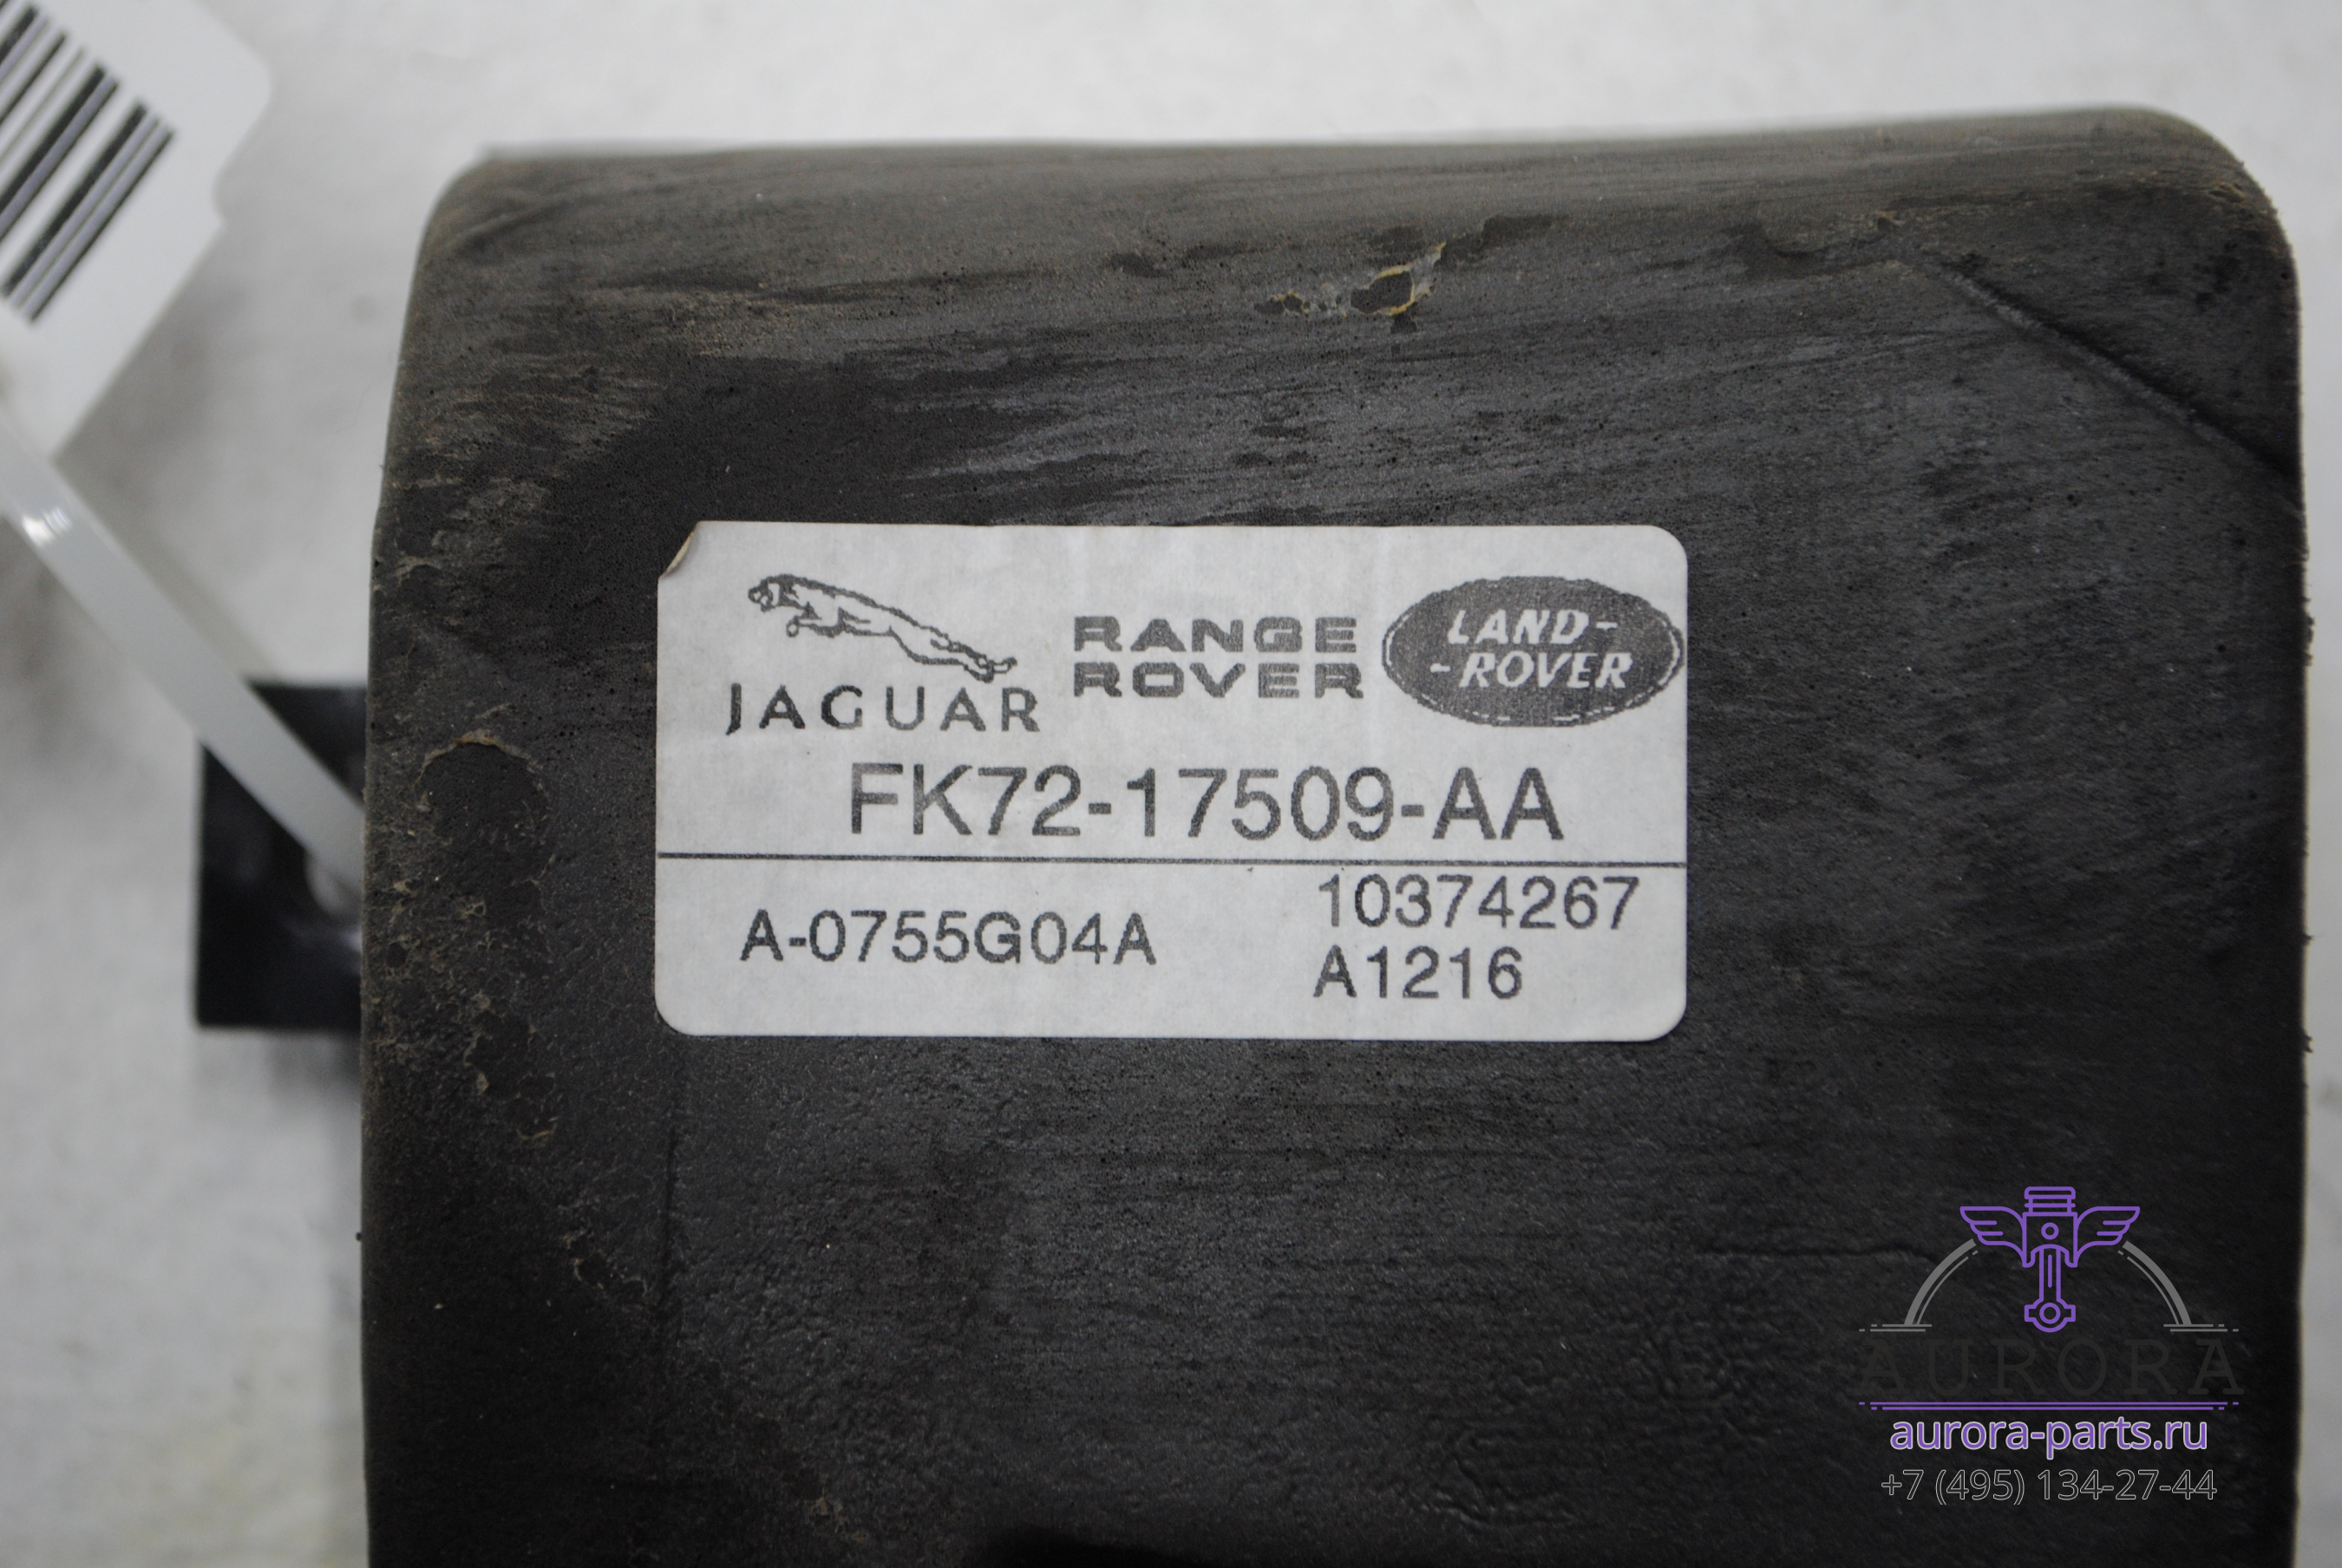 JAGUAR
RANGE
ROVER
LAND-
-ROVER
FK72-17509-AA
A-0755G04A
10374267
A1216
AURORA
aurora-parts.ru
+7 (495) 134-27-44